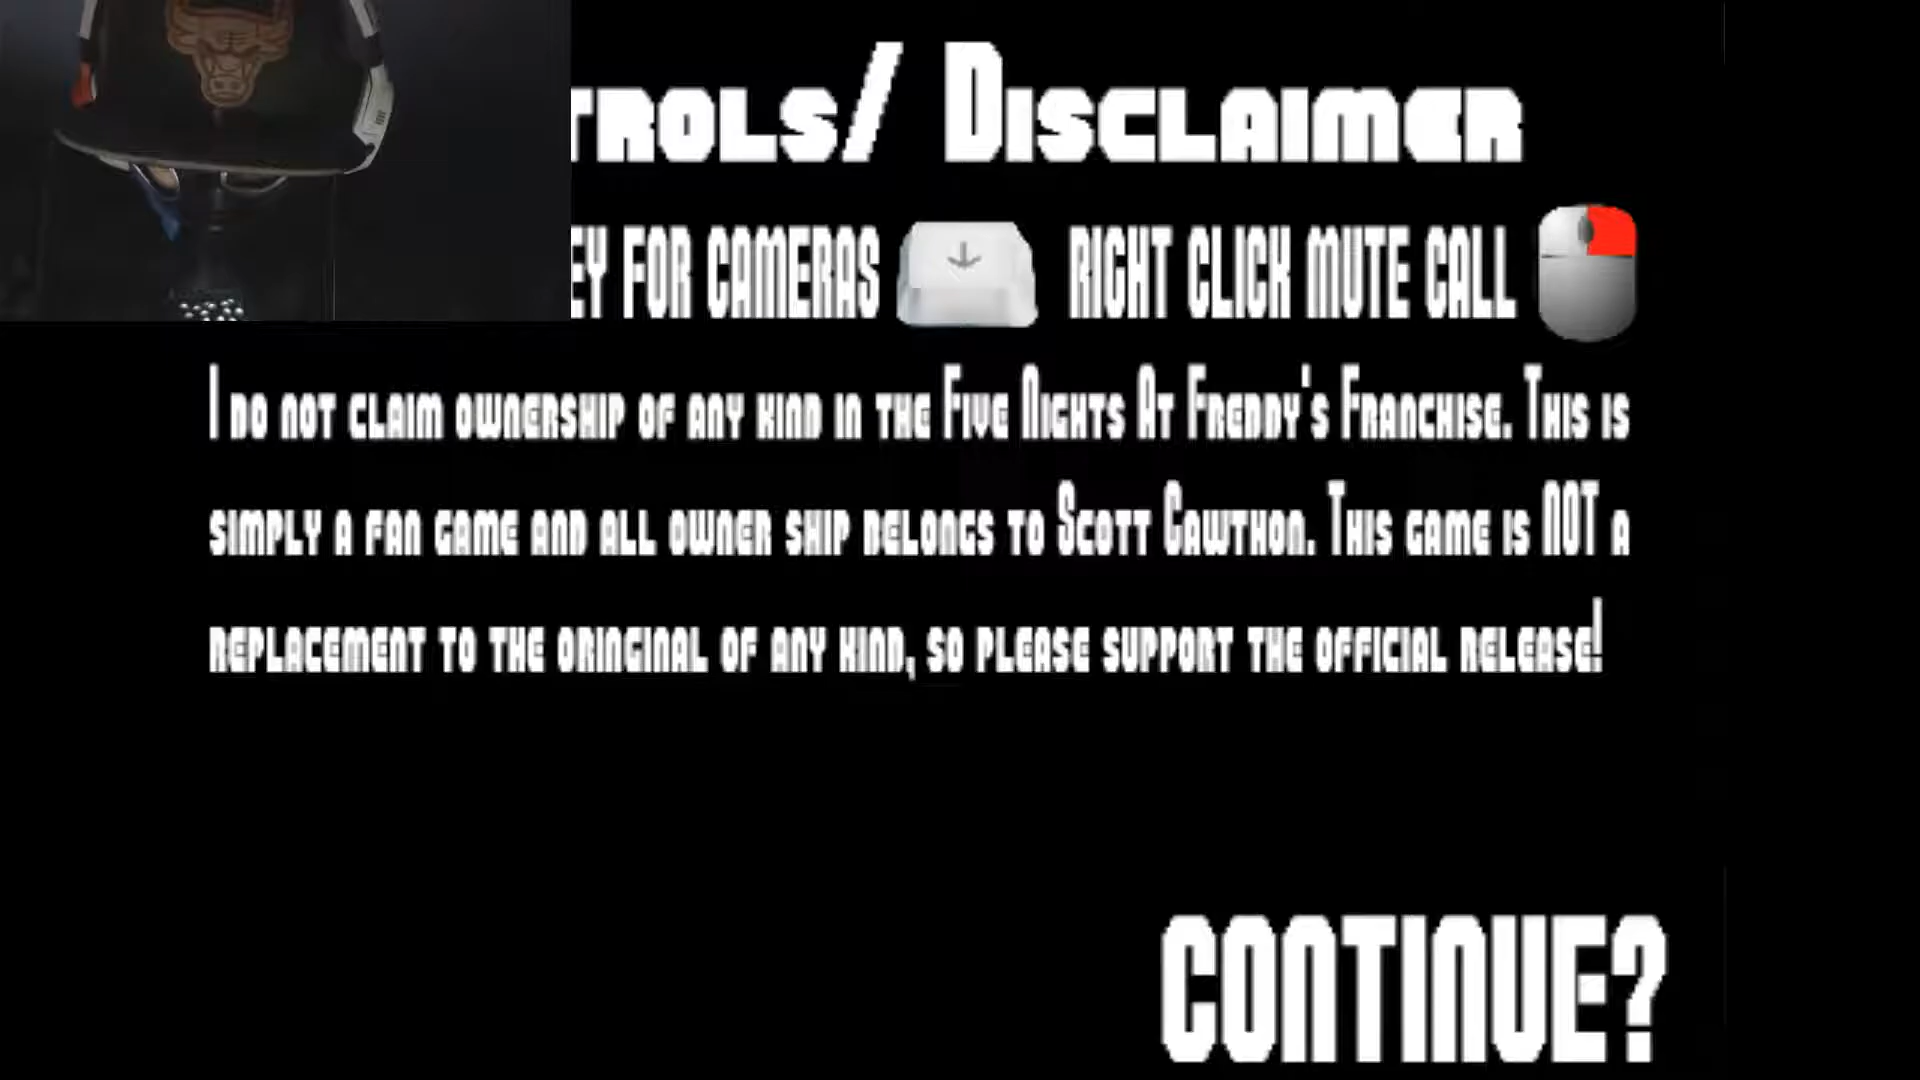 trols/ Disclaimer
EY FOR CAMERAS RIGHT CLICK MUTE CALL
I do not claim ownership of any kind in the Five Nights At Freddy's Franchise. This is
simply a fan game and all owner ship belongs to Scott Cawthon. This game is NOT a
replacement to the oringinal of any kind, so please support the official release!
CONTINUE?